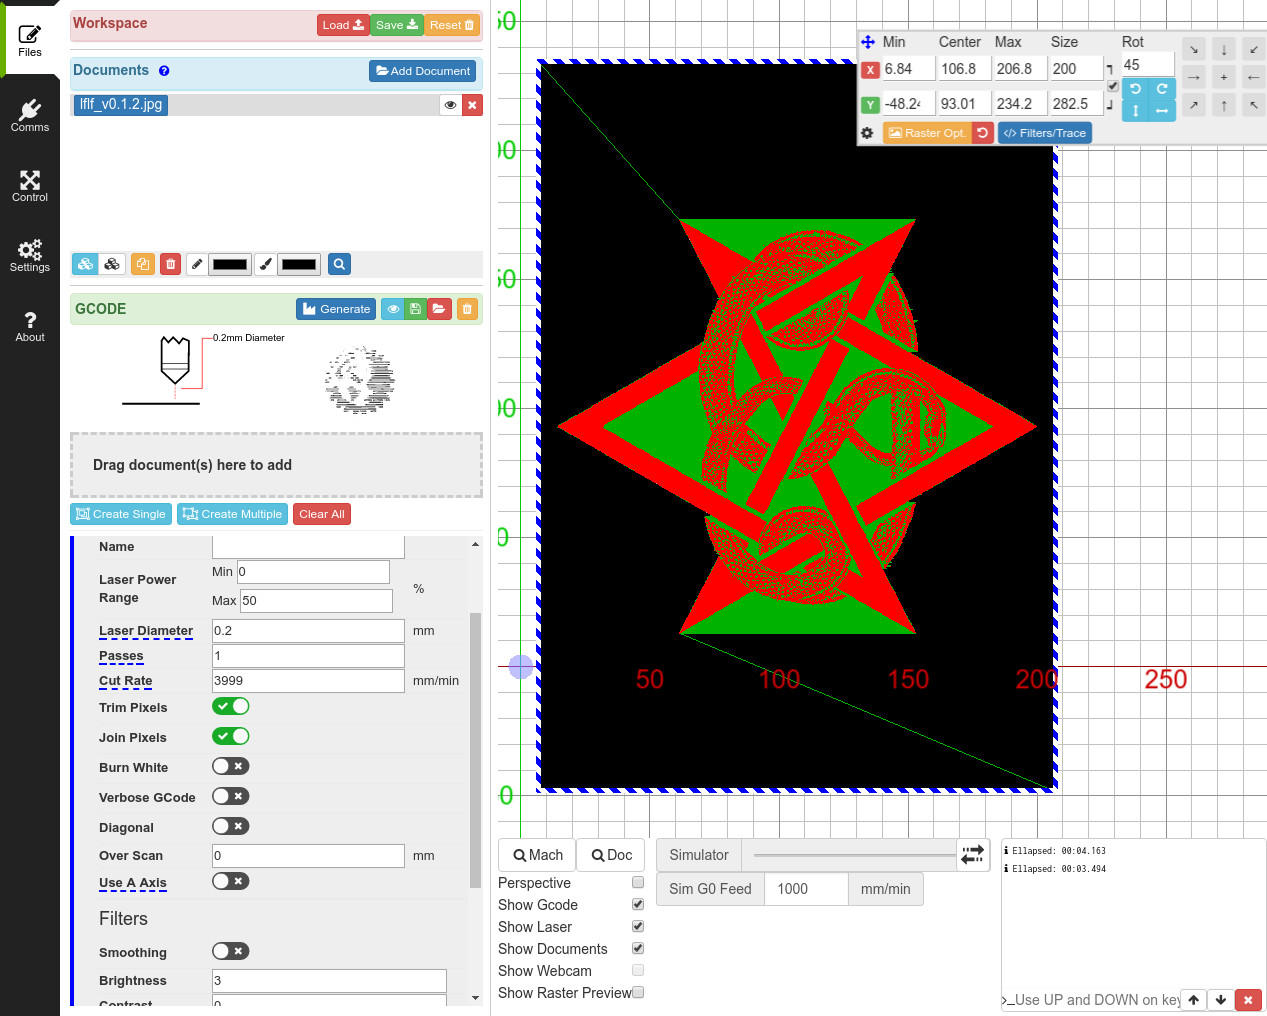 Files
Comms
Control
Settings
About
Workspace
Load
Save
Reset
Documents
Add Document
lflf_v0.1.2.jpg
GCODE
Generate
0.2mm Diameter
Drag document(s) here to add
Create Single
Create Multiple
Clear All
Name
Laser Power Range
Min 0
%
Max 50
Laser Diameter 0.2 mm
Passes 1
Cut Rate 3999 mm/min
Trim Pixels
Join Pixels
Burn White
Verbose GCode
Diagonal
Over Scan 0 mm
Use A Axis
Filters
Smoothing
Brightness 3
Min Center Max Size Rot
X 6.84 106.8 206.8 200 45
Y -48.24 93.01 234.2 282.5
Raster Opt.
Filters/Trace
50 100 150 200 250
0
Mach
Doc
Simulator
Perspective
Sim G0 Feed 1000 mm/min
Show Gcode
Show Laser
Show Documents
Show Webcam
Show Raster Preview
Ellapsed: 00:04.163
Ellapsed: 00:03.494
>_Use UP and DOWN on key